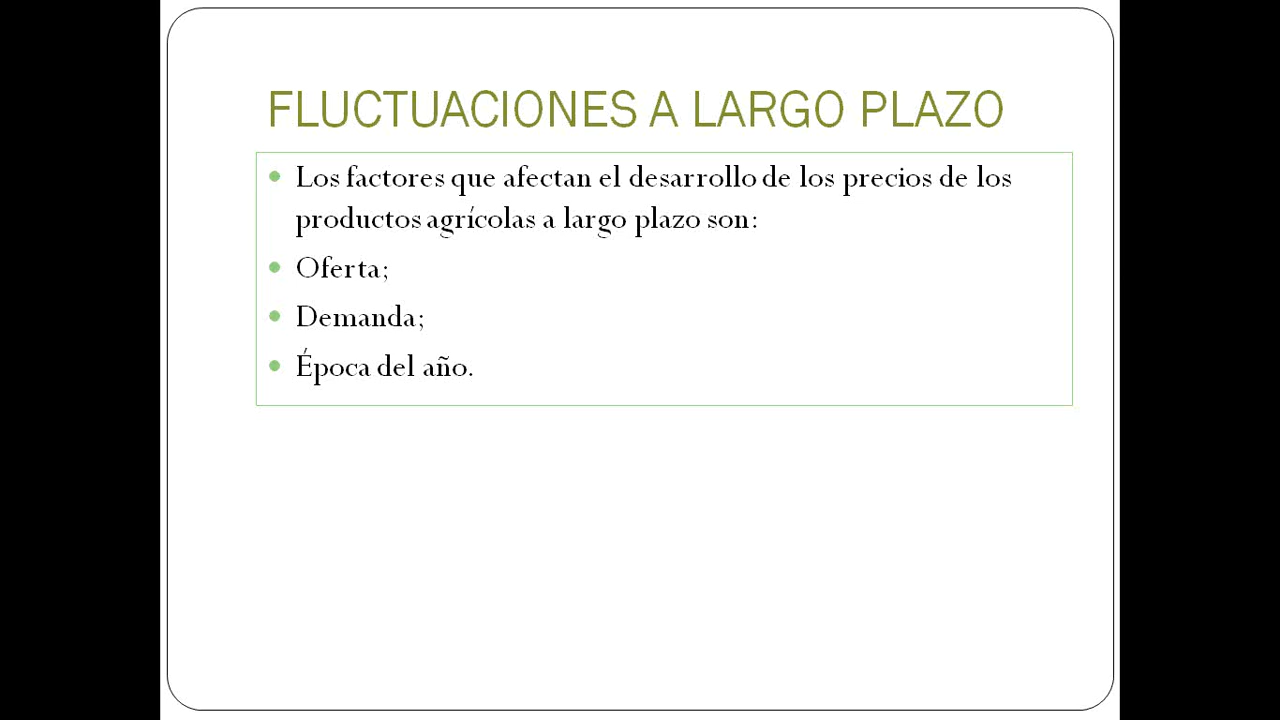 FLUCTUACIONES A LARGO PLAZO
Los factores que afectan el desarrollo de los precios de los
productos agrícolas a largo plazo son:
Oferta;
Demanda;
Época del año.